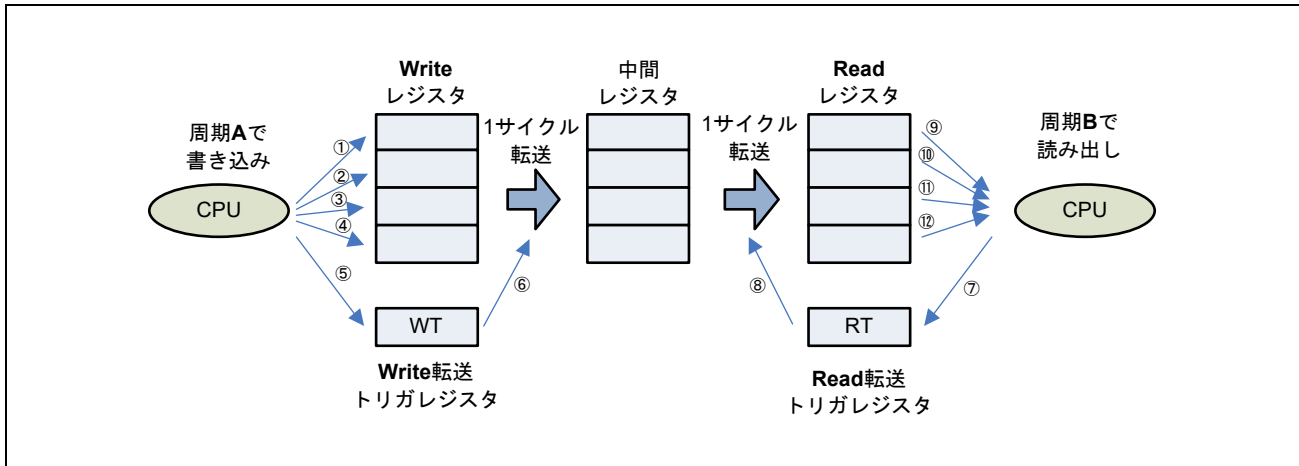 周期Aで
書き込み
CPU
①
②
③
④
⑤
Write
レジスタ
WT
Write転送
トリガレジスタ
1サイクル
転送
⑥
中間
レジスタ
1サイクル
転送
⑧
Read
レジスタ
RT
Read転送
トリガレジスタ
⑨
⑩
⑪
⑫
⑦
周期Bで
読み出し
CPU